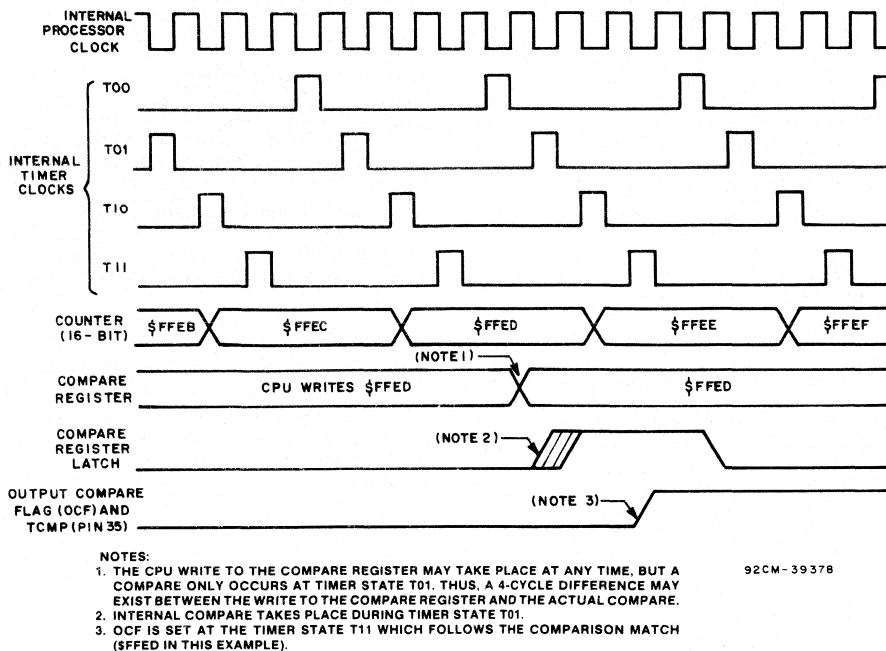 INTERNAL
PROCESSOR
CLOCK
T00
T01
INTERNAL
TIMER
CLOCKS
T10
T11
COUNTER
(16-BIT)
$FFEB
$FFEC
$FFED
$FFEE
$FFEF
(NOTE 1)
COMPARE
REGISTER
CPU WRITES $FFED
$FFED
COMPARE
REGISTER
LATCH
(NOTE 2)
OUTPUT COMPARE
FLAG (OCF) AND
TCMP (PIN 35)
(NOTE 3)
NOTES:
1. THE CPU WRITE TO THE COMPARE REGISTER MAY TAKE PLACE AT ANY TIME, BUT A
COMPARE ONLY OCCURS AT TIMER STATE T01. THUS, A 4-CYCLE DIFFERENCE MAY
EXIST BETWEEN THE WRITE TO THE COMPARE REGISTER AND THE ACTUAL COMPARE.
2. INTERNAL COMPARE TAKES PLACE DURING TIMER STATE T01.
3. OCF IS SET AT THE TIMER STATE T11 WHICH FOLLOWS THE COMPARISON MATCH
($FFED IN THIS EXAMPLE).
92CM-39378